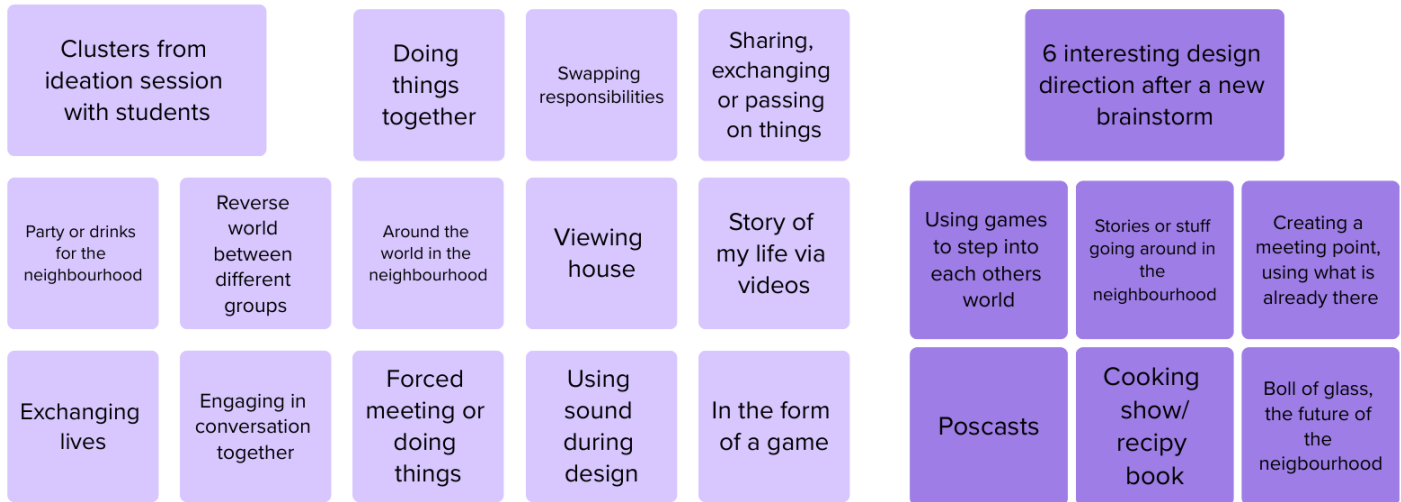 Clusters from
ideation session
with students
Doing
things
together
Swapping
responsibilities
Sharing,
exchanging
or passing
on things
Party or drinks
for the
neighbourhood
Reverse
world
between
different
groups
Around the
world in the
neighbourhood
Viewing
house
Story of
my life via
videos
Exchanging
lives
Engaging in
conversation
together
Forced
meeting or
doing
things
Using
sound
during
design
In the form
of a game
6 interesting design
direction after a new
brainstorm
Using games
to step into
each others
world
Stories or stuff
going around in
the
neighbourhood
Creating a
meeting point,
using what is
already there
Poscasts
Cooking
show/
recipy
book
Boll of glass,
the future of
the
neigbourhood